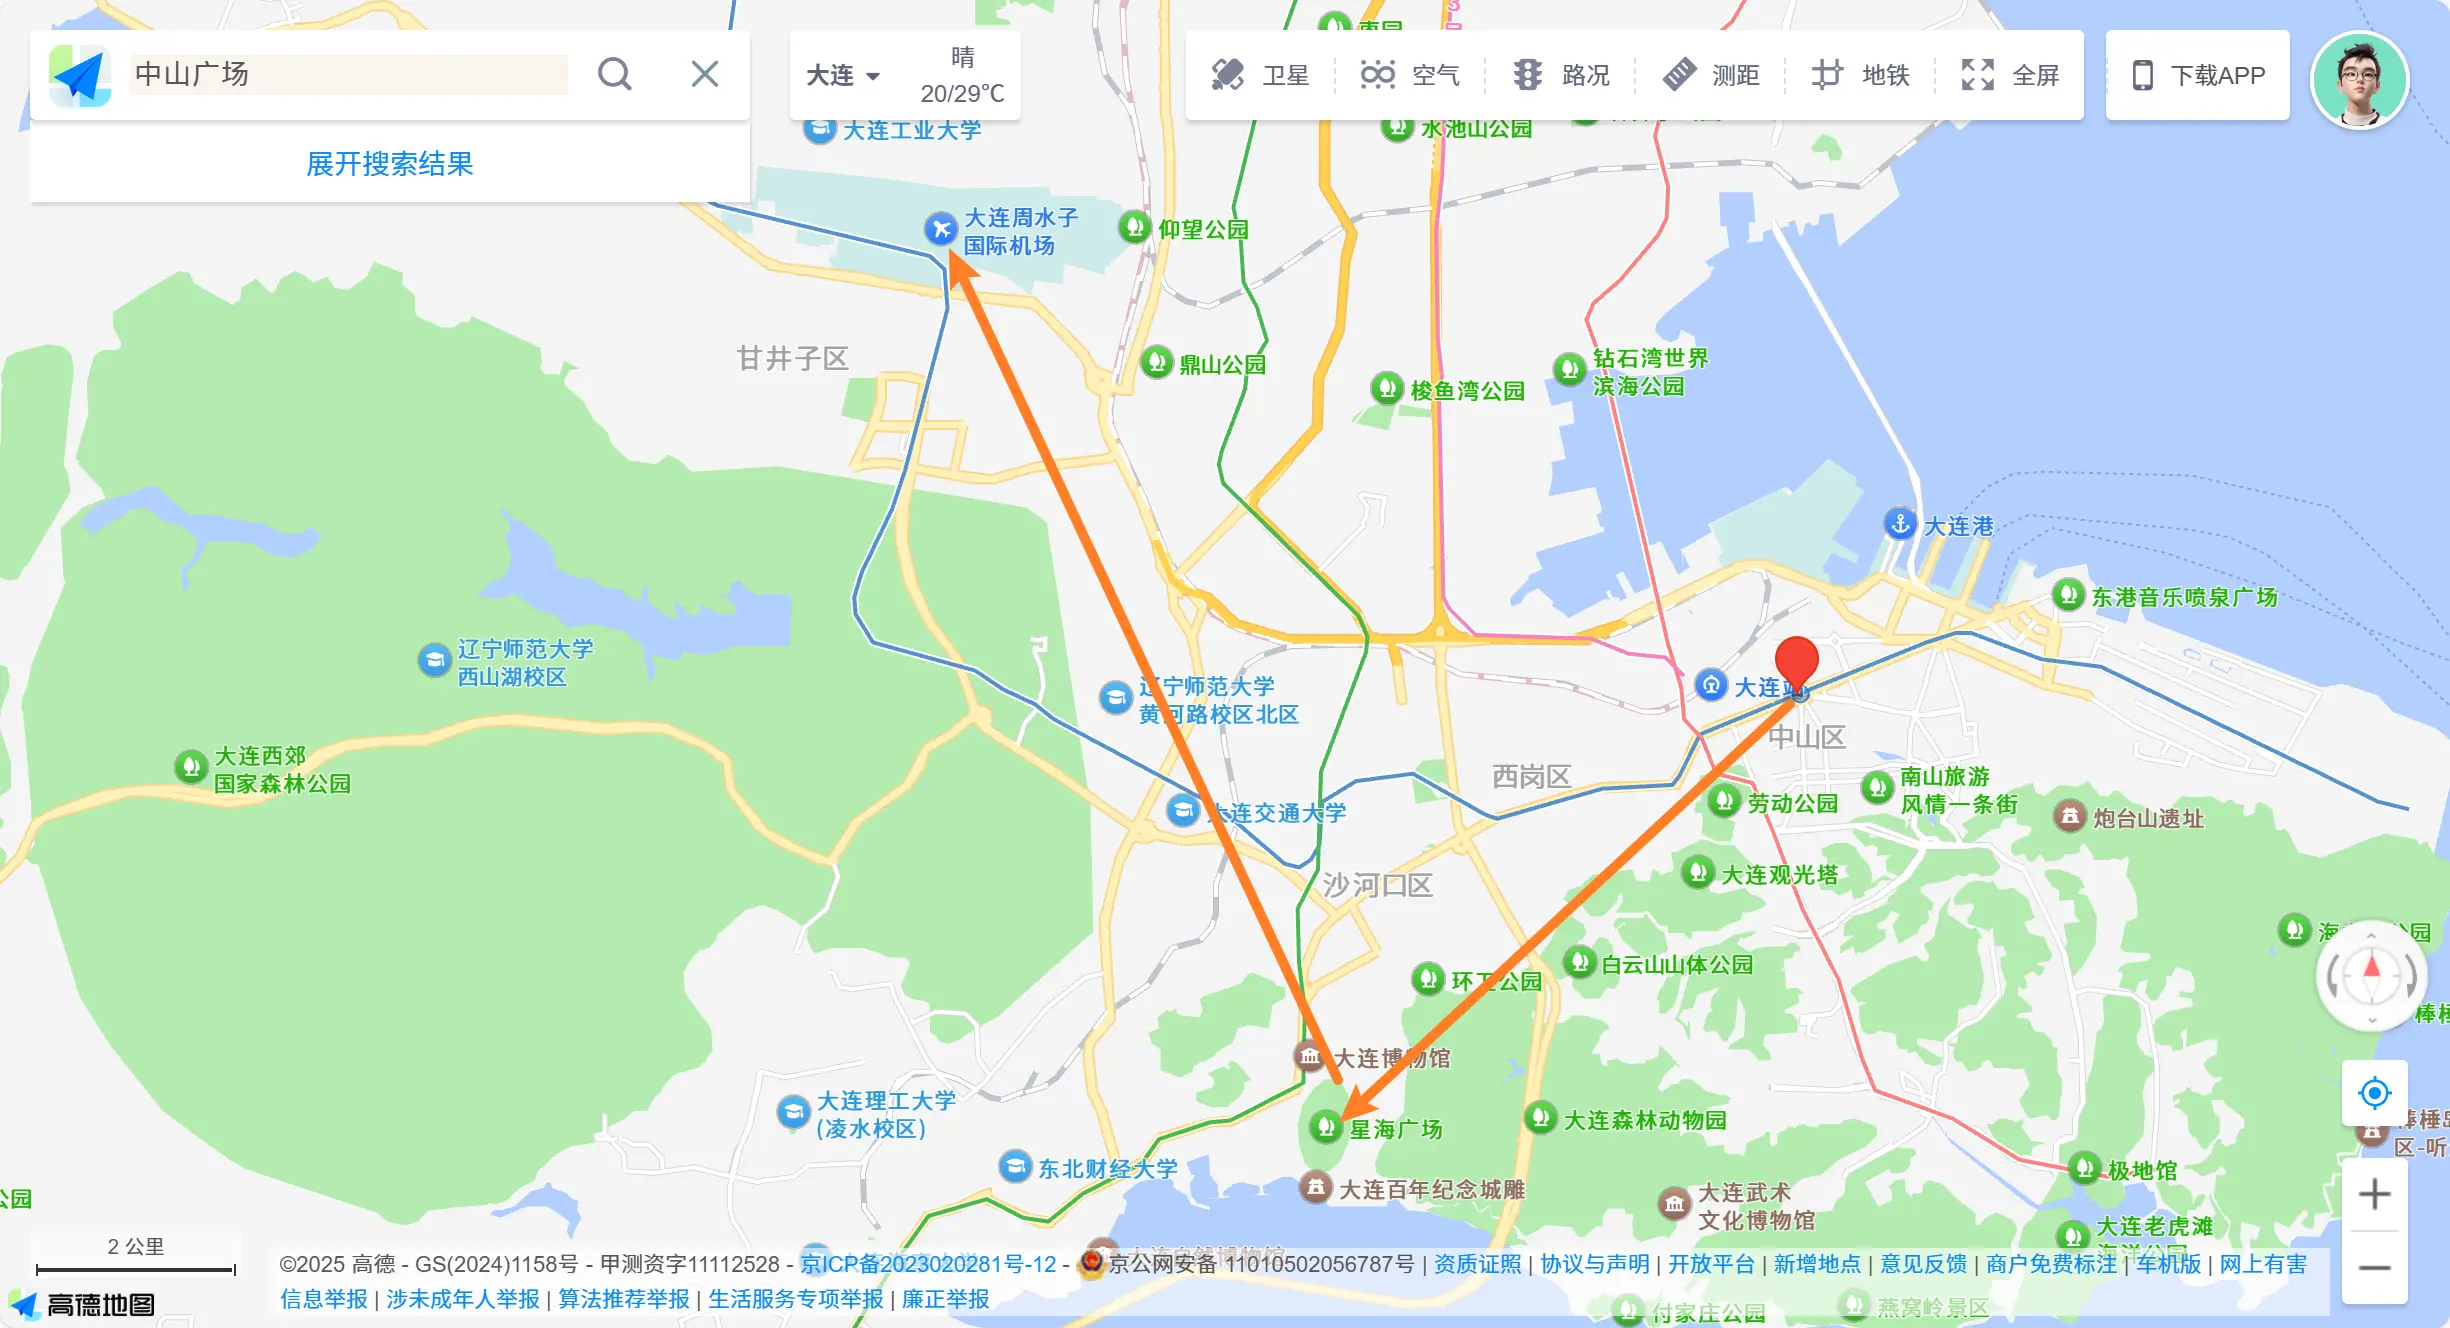 中山广场
展开搜索结果
大连
晴
20/29℃
卫星
空气
路况
测距
地铁
全屏
下载APP
大连工业大学
水池山公园
大连周水子
国际机场
仰望公园
甘井子区
鼎山公园
梭鱼湾公园
钻石湾世界
滨海公园
大连港
东港音乐喷泉广场
辽宁师范大学
西山湖校区
辽宁师范大学
黄河路校区北区
大连站
中山区
大连西郊
国家森林公园
西岗区
南山旅游
风情一条街
劳动公园
炮台山遗址
大连交通大学
大连观光塔
沙河口区
环卫公园
白云山山体公园
大连博物馆
大连理工大学
(凌水校区)
星海广场
大连森林动物园
东北财经大学
极地馆
大连百年纪念城雕
大连武术
文化博物馆
公园
大连老虎滩
海洋公园
大连自然博物馆
2 公里
©2025 高德 - GS(2024)1158号 - 甲测资字11112528 - 京ICP备2023020281号-12 - 京公网安备 11010502056787号 | 资质证照 | 协议与声明 | 开放平台 | 新增地点 | 意见反馈 | 商户免费标注 | 车机版 | 网上有害
信息举报 | 涉未成年人举报 | 算法推荐举报 | 生活服务专项举报 | 廉正举报
高德地图
付家庄公园
燕窝岭景区